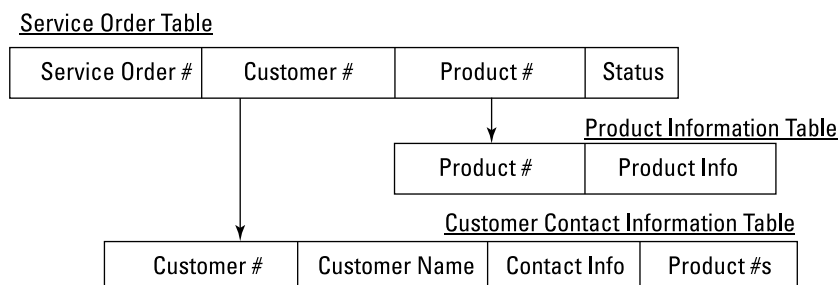 Service Order Table
Service Order # Customer # Product # Status
Product Information Table
Product # Product Info
Customer Contact Information Table
Customer # Customer Name Contact Info Product #s